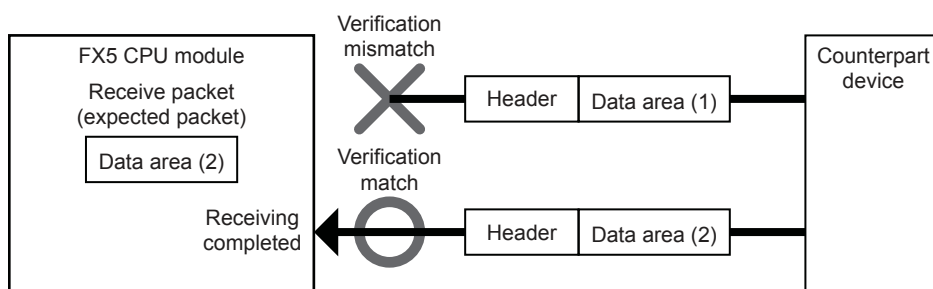 FX5 CPU module
Receive packet
(expected packet)
Data area (2)
Receiving
completed
Verification
mismatch
Header
Data area (1)
Verification
match
Header
Data area (2)
Counterpart
device